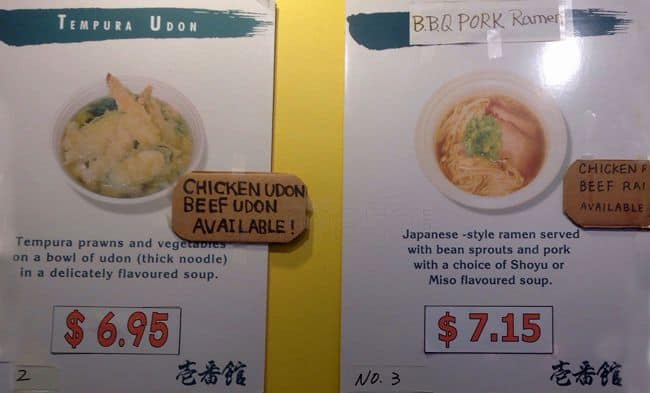 TEMPURA UDON
CHICKEN UDON
BEEF UDON
AVAILABLE!
Tempura prawns and vegetables
on a bowl of udon (thick noodle)
in a delicately flavoured soup.
$ 6.95
2
壱番館
B.B.Q PORK Ramen
CHICKEN
BEEF RA
AVAILABLE
Japanese -style ramen served
with bean sprouts and pork
with a choice of Shoyu or
Miso flavoured soup.
$ 7.15
NO. 3
壱番館